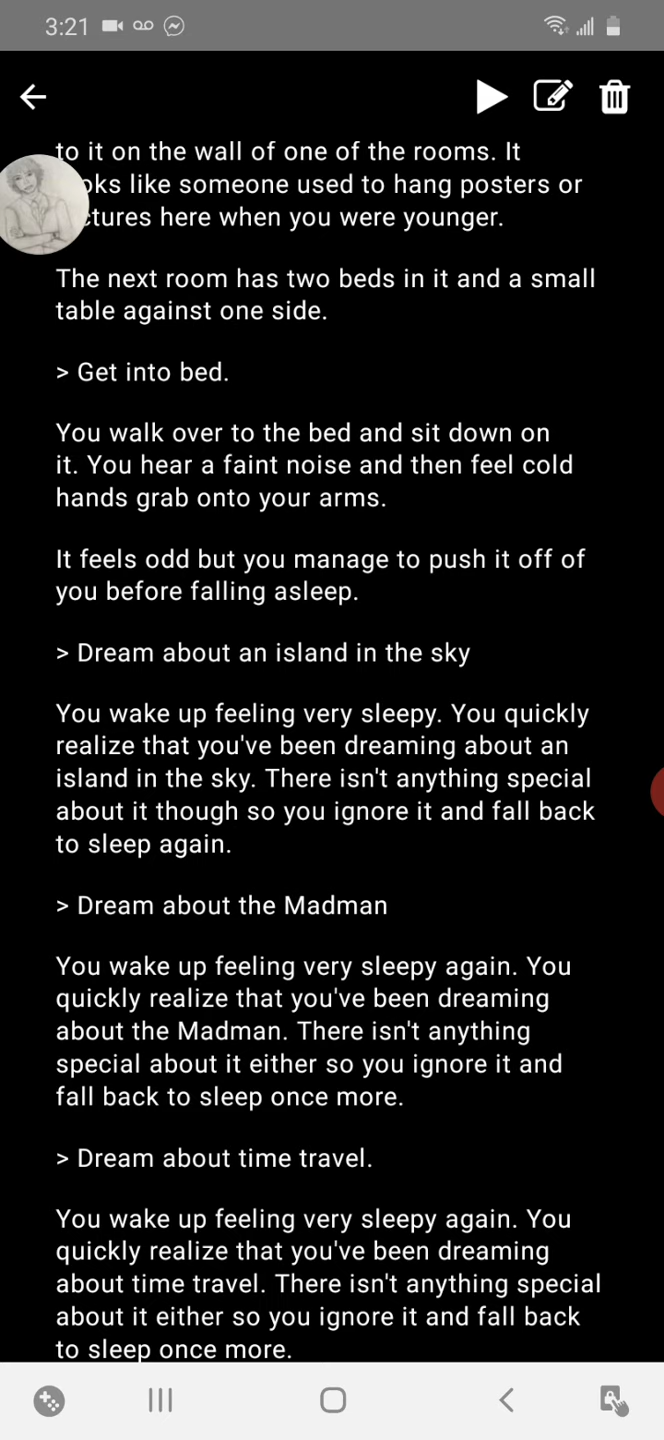 3:21
to it on the wall of one of the rooms. It
oks like someone used to hang posters or
ctures here when you were younger.
The next room has two beds in it and a small
table against one side.
> Get into bed.
You walk over to the bed and sit down on
it. You hear a faint noise and then feel cold
hands grab onto your arms.
It feels odd but you manage to push it off of
you before falling asleep.
> Dream about an island in the sky
You wake up feeling very sleepy. You quickly
realize that you've been dreaming about an
island in the sky. There isn't anything special
about it though so you ignore it and fall back
to sleep again.
> Dream about the Madman
You wake up feeling very sleepy again. You
quickly realize that you've been dreaming
about the Madman. There isn't anything
special about it either so you ignore it and
fall back to sleep once more.
> Dream about time travel.
You wake up feeling very sleepy again. You
quickly realize that you've been dreaming
about time travel. There isn't anything special
about it either so you ignore it and fall back
to sleep once more.